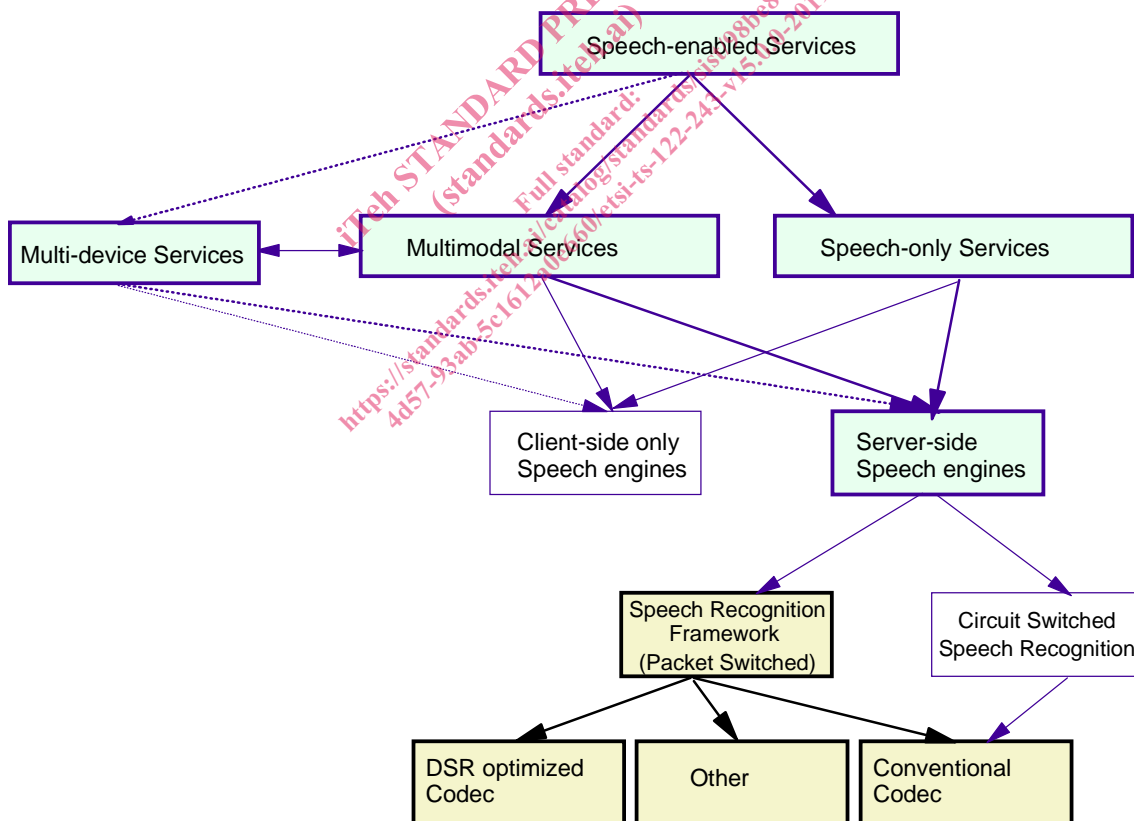 Speech-enabled Services
Multi-device Services
Multimodal Services
Speech-only Services
iTeh STANDARD PRE
(standards.iteh.ai)
Full standard:
Client-side only
Speech engines
Server-side
Speech engines
Speech Recognition
Framework
(Packet Switched)
Circuit Switched
Speech Recognition
DSR optimized
Codec
Other
Conventional
Codec